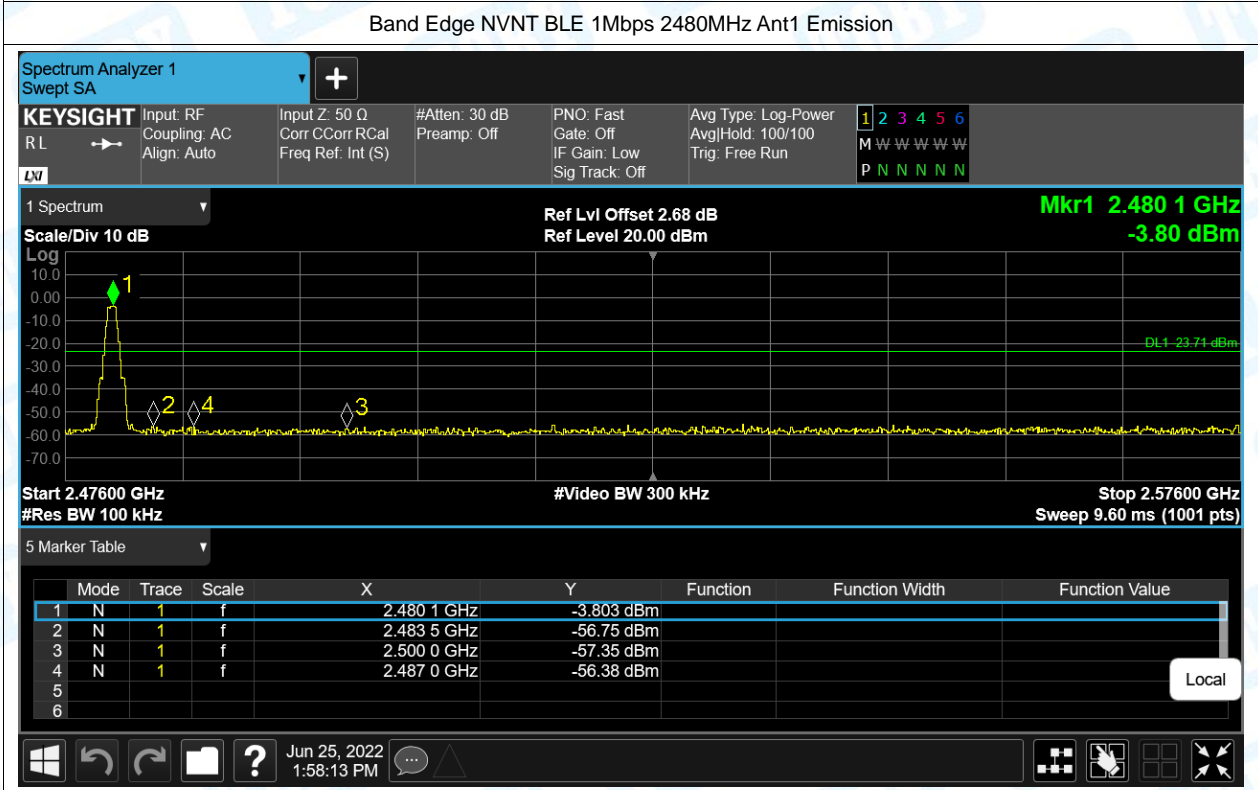 Band Edge NVNT BLE 1Mbps 2480MHz Ant1 Emission
Spectrum Analyzer 1
Swept SA
KEYSIGHT
RL
LXI
Input: RF
Coupling: AC
Align: Auto
Input Z: 50 Ω
Corr CCorr RCal
Freq Ref: Int (S)
#Atten: 30 dB
Preamp: Off
PNO: Fast
Gate: Off
IF Gain: Low
Sig Track: Off
Avg Type: Log-Power
Avg|Hold: 100/100
Trig: Free Run
1 2 3 4 5 6
M W W W W W
P N N N N N
1 Spectrum
Scale/Div 10 dB
Ref Lvl Offset 2.68 dB
Ref Level 20.00 dBm
Mkr1 2.480 1 GHz
-3.80 dBm
Log
10.0
0.00
-10.0
-20.0
-30.0
-40.0
-50.0
-60.0
-70.0
1
2
4
3
DL1 -23.71 dBm
Start 2.47600 GHz
#Res BW 100 kHz
#Video BW 300 kHz
Stop 2.57600 GHz
Sweep 9.60 ms (1001 pts)
5 Marker Table
Mode Trace Scale X Y Function Function Width Function Value
1 N 1 f 2.480 1 GHz -3.803 dBm
2 N 1 f 2.483 5 GHz -56.75 dBm
3 N 1 f 2.500 0 GHz -57.35 dBm
4 N 1 f 2.487 0 GHz -56.38 dBm
5
6
Local
?
Jun 25, 2022
1:58:13 PM